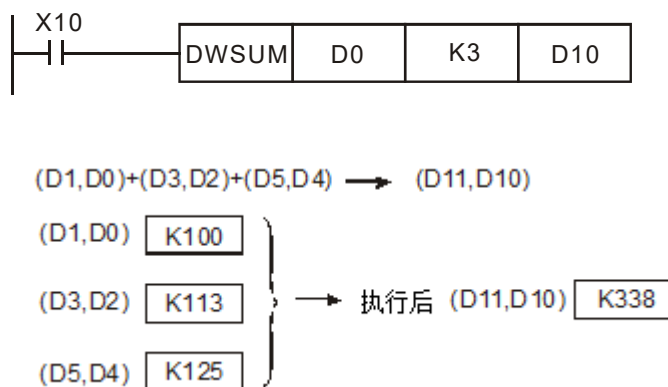 X10
DWSUM D0 K3 D10
(D1,D0)+(D3,D2)+(D5,D4) → (D11,D10)
(D1,D0) K100
(D3,D2) K113 → 执行后 (D11,D10) K338
(D5,D4) K125